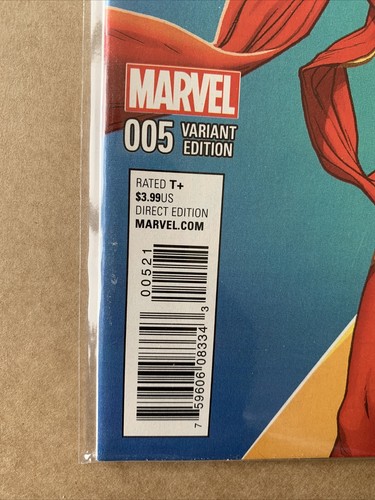 MARVEL
005 VARIANT
EDITION
RATED T+
$3.99US
DIRECT EDITION
MARVEL.COM
00521
7 59606 08334 3